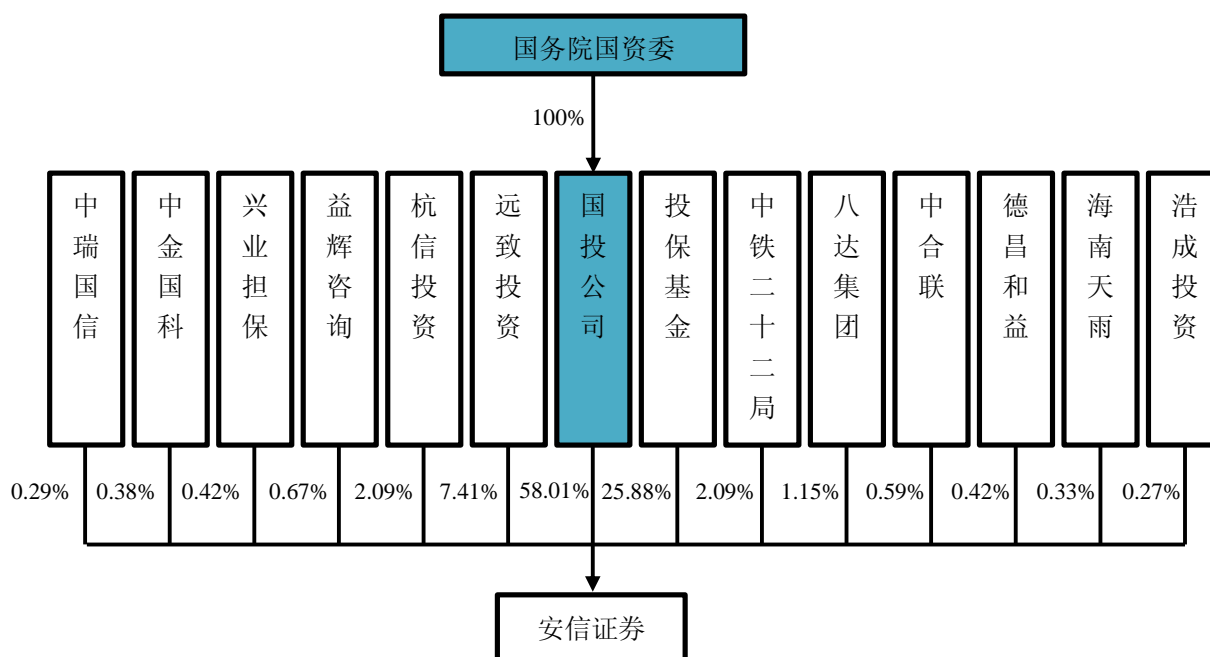 国务院国资委
100%
中瑞国信
中金国科
兴业担保
益辉咨询
杭信投资
远致投资
国投公司
投保基金
中铁二十二局
八达集团
中合联
德昌和益
海南天雨
浩成投资
0.29%
0.38%
0.42%
0.67%
2.09%
7.41%
58.01%
25.88%
2.09%
1.15%
0.59%
0.42%
0.33%
0.27%
安信证券